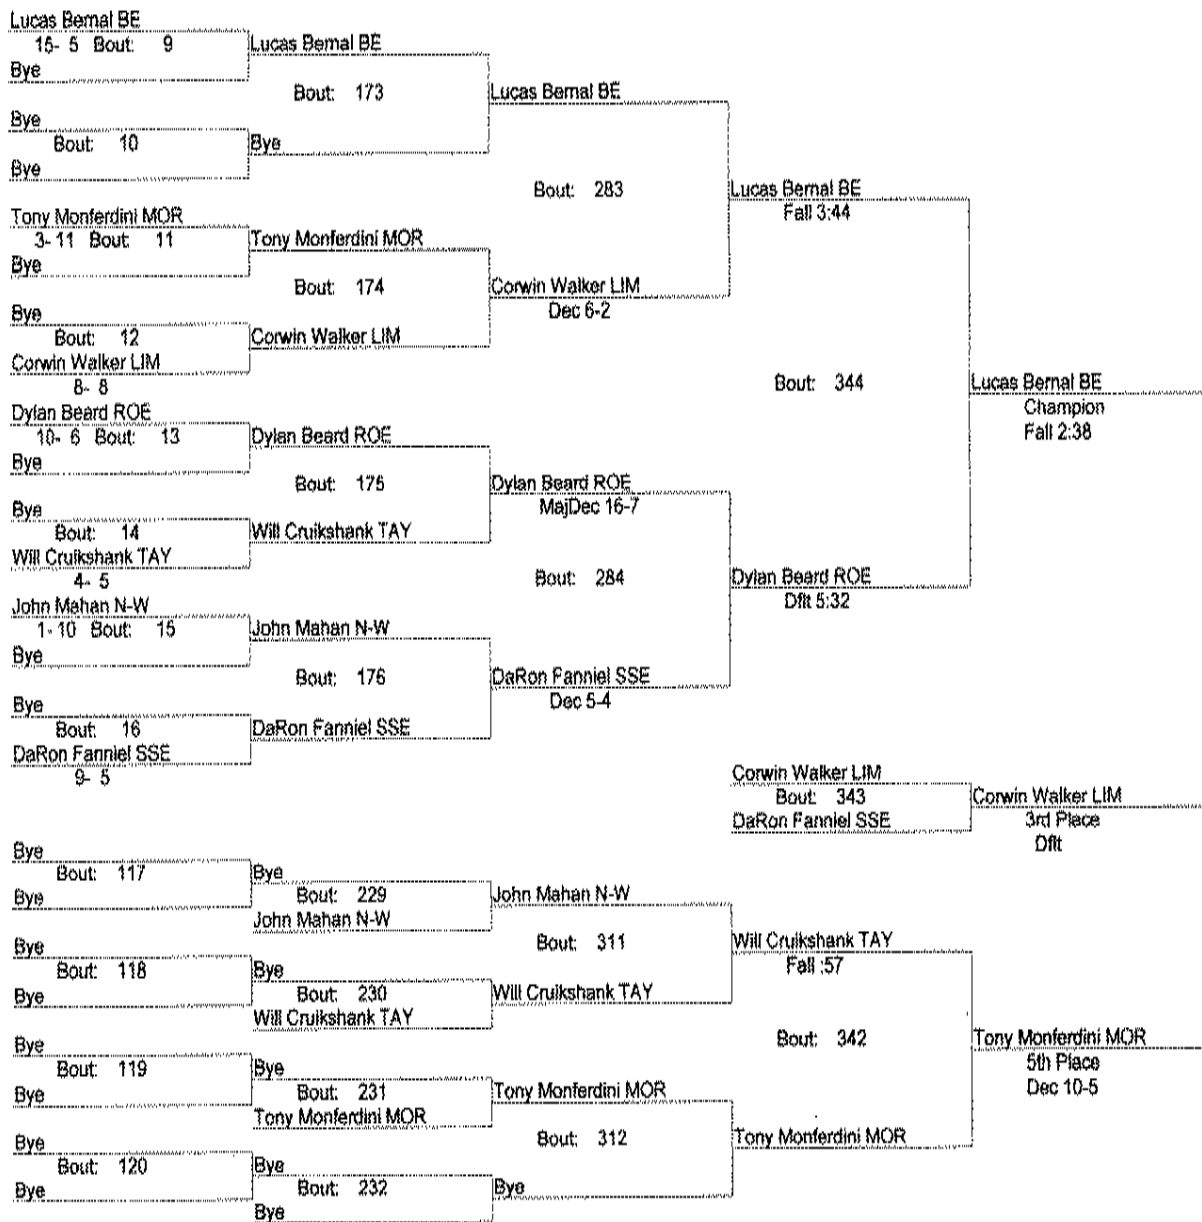 Lucas Bernal BE
15- 5 Bout: 9
Bye
Lucas Bernal BE
Bout: 173
Bye
Bout: 10
Bye
Bye
Lucas Bernal BE
Tony Monferdini MOR
3- 11 Bout: 11
Bye
Tony Monferdini MOR
Bout: 174
Bye
Bout: 12
Corwin Walker LIM
8- 8
Corwin Walker LIM
Corwin Walker LIM
Dec 6-2
Bout: 283
Lucas Bernal BE
Fall 3:44
Dylan Beard ROE
10- 6 Bout: 13
Bye
Dylan Beard ROE
Bout: 175
Bye
Bout: 14
Will Cruikshank TAY
4- 5
Will Cruikshank TAY
Dylan Beard ROE
MajDec 16-7
John Mahan N-W
1- 10 Bout: 15
Bye
John Mahan N-W
Bout: 176
Bye
Bout: 16
DaRon Fanniel SSE
9- 5
DaRon Fanniel SSE
DaRon Fanniel SSE
Dec 5-4
Bout: 284
Dylan Beard ROE
Dflt 5:32
Bout: 344
Lucas Bernal BE
Champion
Fall 2:38
Corwin Walker LIM
Bout: 343
DaRon Fanniel SSE
Corwin Walker LIM
3rd Place
Dflt
Bye
Bout: 117
Bye
Bye
Bout: 229
John Mahan N-W
John Mahan N-W
Bye
Bout: 118
Bye
Bye
Bout: 230
Will Cruikshank TAY
Will Cruikshank TAY
Bout: 311
Will Cruikshank TAY
Fall :57
Bye
Bout: 119
Bye
Bye
Bout: 231
Tony Monferdini MOR
Tony Monferdini MOR
Bye
Bout: 120
Bye
Bye
Bout: 232
Bye
Bye
Bout: 312
Tony Monferdini MOR
Bout: 342
Tony Monferdini MOR
5th Place
Dec 10-5